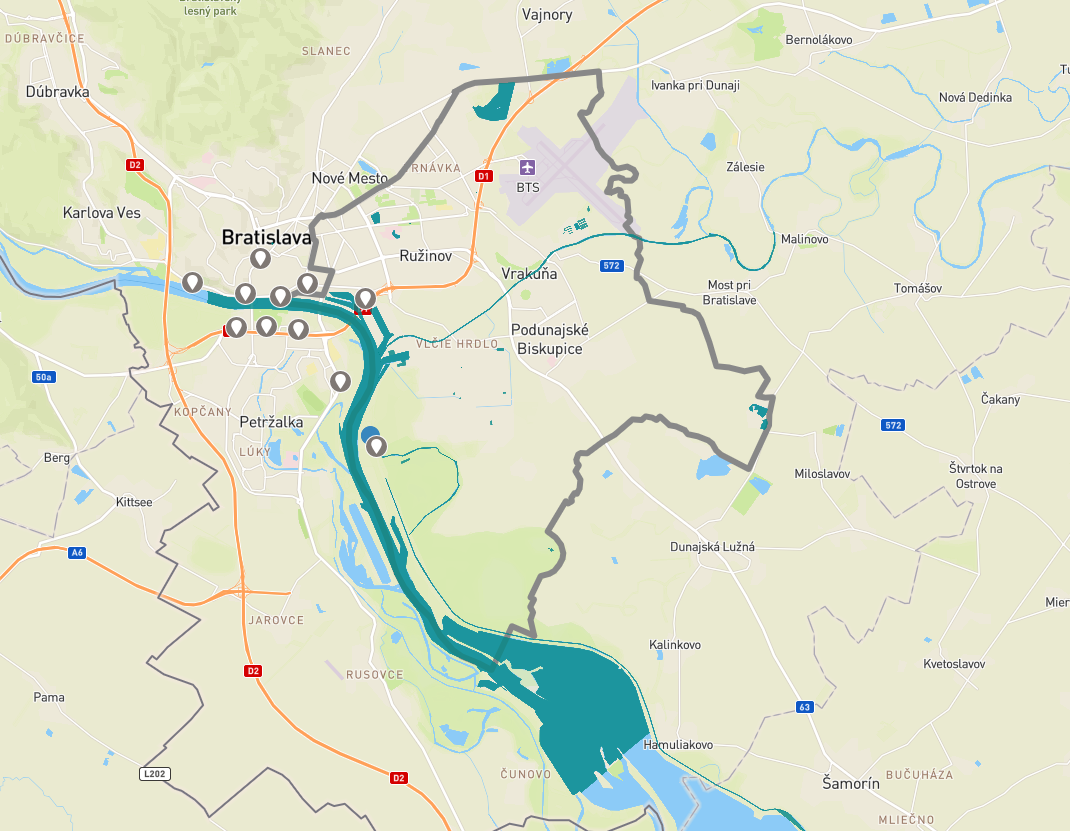 Bratislavský
lesný park
Vajnory
DÚBRAVČICE
SLANEC
Bernolákovo
Dúbravka
Ivanka pri Dunaji
Nová Dedinka
D2
RNÁVKA
D1
Nové Mesto
BTS
Zálesie
Karlova Ves
Bratislava
Ružinov
Malinovo
Vrakuňa
572
Most pri
Bratislave
Tomášov
Podunajské
Biskupice
VLČIE HRDLO
50a
KOPČANY
Petržalka
LÚKY
Čakany
572
Berg
Miloslavov
Štvrtok na
Ostrove
Kittsee
A6
Dunajská Lužná
JAROVCE
Mier
Kalinkovo
Kvetoslavov
RUSOVCE
D2
Pama
63
Hamuliakovo
L202
D2
ČUNOVO
Šamorín
BUČUHÁZA
MLIEČNO